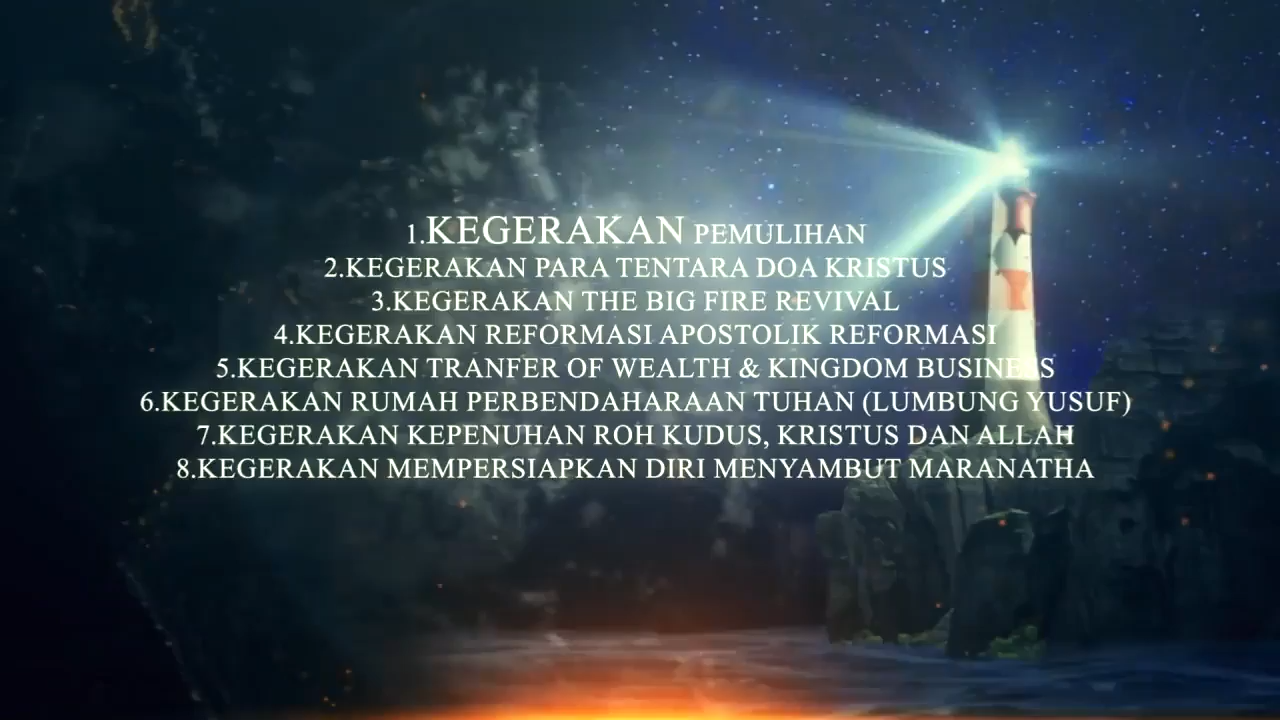 1.KEGERAKAN PEMULIHAN
2.KEGERAKAN PARA TENTARA DOA KRISTUS
3.KEGERAKAN THE BIG FIRE REVIVAL
4.KEGERAKAN REFORMASI APOSTOLIK REFORMASI
5.KEGERAKAN TRANFER OF WEALTH & KINGDOM BUSINESS
6.KEGERAKAN RUMAH PERBENDAHARAAN TUHAN (LUMBUNG YUSUF)
7.KEGERAKAN KEPENUHAN ROH KUDUS, KRISTUS DAN ALLAH
8.KEGERAKAN MEMPERSIAPKAN DIRI MENYAMBUT MARANATHA